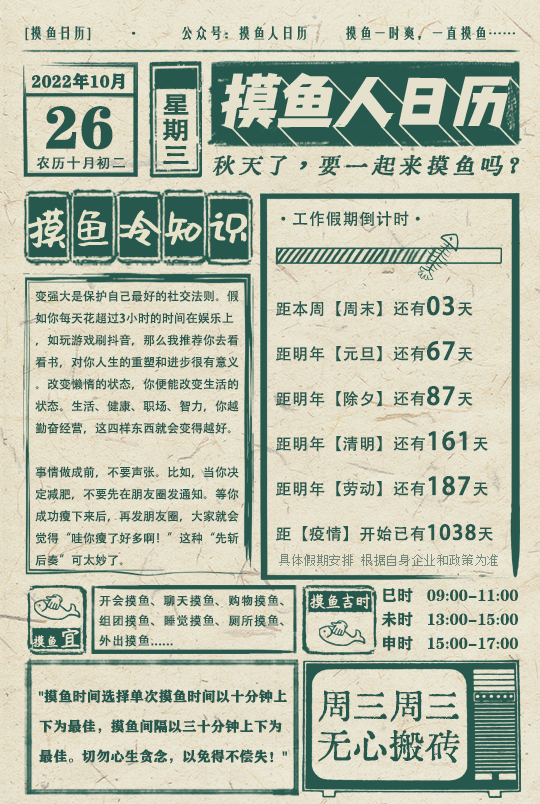 [摸鱼日历] · 公众号：摸鱼人日历 摸鱼一时爽，一直摸鱼……
2022年10月
26
农历十月初二
星期三
摸鱼人日历
秋天了，要一起来摸鱼吗？
摸鱼冷知识
变强大是保护自己最好的社交法则。假
如你每天花超过3小时的时间在娱乐上
，如玩游戏刷抖音，那么我推荐你去看
看书，对你人生的重塑和进步很有意义
。改变懒惰的状态，你便能改变生活的
状态。生活、健康、职场、智力，你越
勤奋经营，这四样东西就会变得越好。
事情做成前，不要声张。比如，当你决
定减肥，不要先在朋友圈发通知。等你
成功瘦下来后，再发朋友圈，大家就会
觉得“哇你瘦了好多啊！”这种“先斩
后奏”可太妙了。
·工作假期倒计时·
距本周【周末】还有03天
距明年【元旦】还有67天
距明年【除夕】还有87天
距明年【清明】还有161天
距明年【劳动】还有187天
距【疫情】开始已有1038天
具体假期安排 根据自身企业和政策为准
摸鱼宜
开会摸鱼、聊天摸鱼、购物摸鱼、
组团摸鱼、睡觉摸鱼、厕所摸鱼、
外出摸鱼……
摸鱼吉时
巳时 09:00-11:00
未时 13:00-15:00
申时 15:00-17:00
"摸鱼时间选择单次摸鱼时间以十分钟上
下为最佳，摸鱼间隔以三十分钟上下为
最佳。切勿心生贪念，以免得不偿失！"
周三周三
无心搬砖